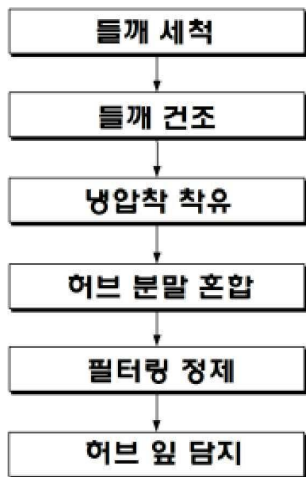 들깨 세척
들깨 건조
냉압착 착유
허브 분말 혼합
필터링 정제
허브 잎 담지